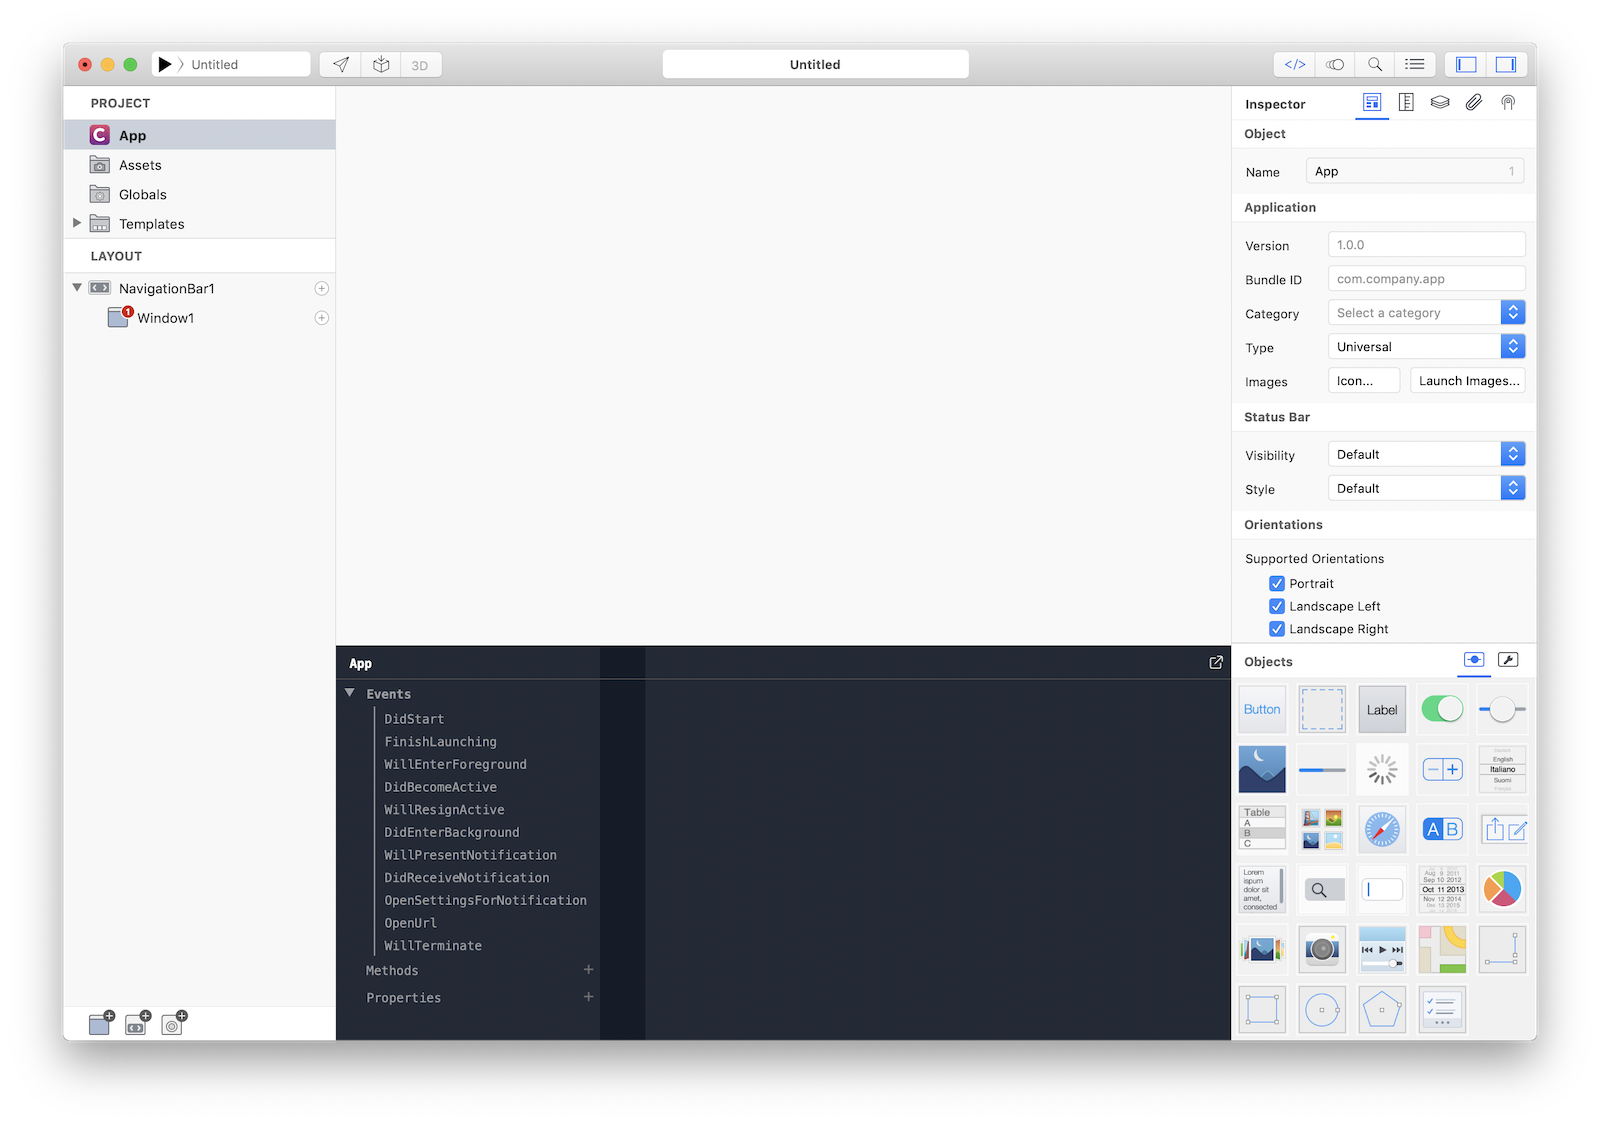 Untitled
3D
Untitled
</>
PROJECT
App
Assets
Globals
Templates
LAYOUT
NavigationBar1
1
Window1
App
Events
DidStart
FinishLaunching
WillEnterForeground
DidBecomeActive
WillResignActive
DidEnterBackground
WillPresentNotification
DidReceiveNotification
OpenSettingsForNotification
OpenUrl
WillTerminate
Methods
Properties
Inspector
Object
Name App 1
Application
Version 1.0.0
Bundle ID com.company.app
Category Select a category
Type Universal
Images Icon... Launch Images...
Status Bar
Visibility Default
Style Default
Orientations
Supported Orientations
Portrait
Landscape Left
Landscape Right
Objects
Button
Label
English
Italiano
Suomi
Table
A
B
C
A B
Lorem
ispum
dolor sit
amet,
consected
Aug 9 2011
Sep 10 2012
Oct 11 2013
Nov 12 2014
Dec 13 2015